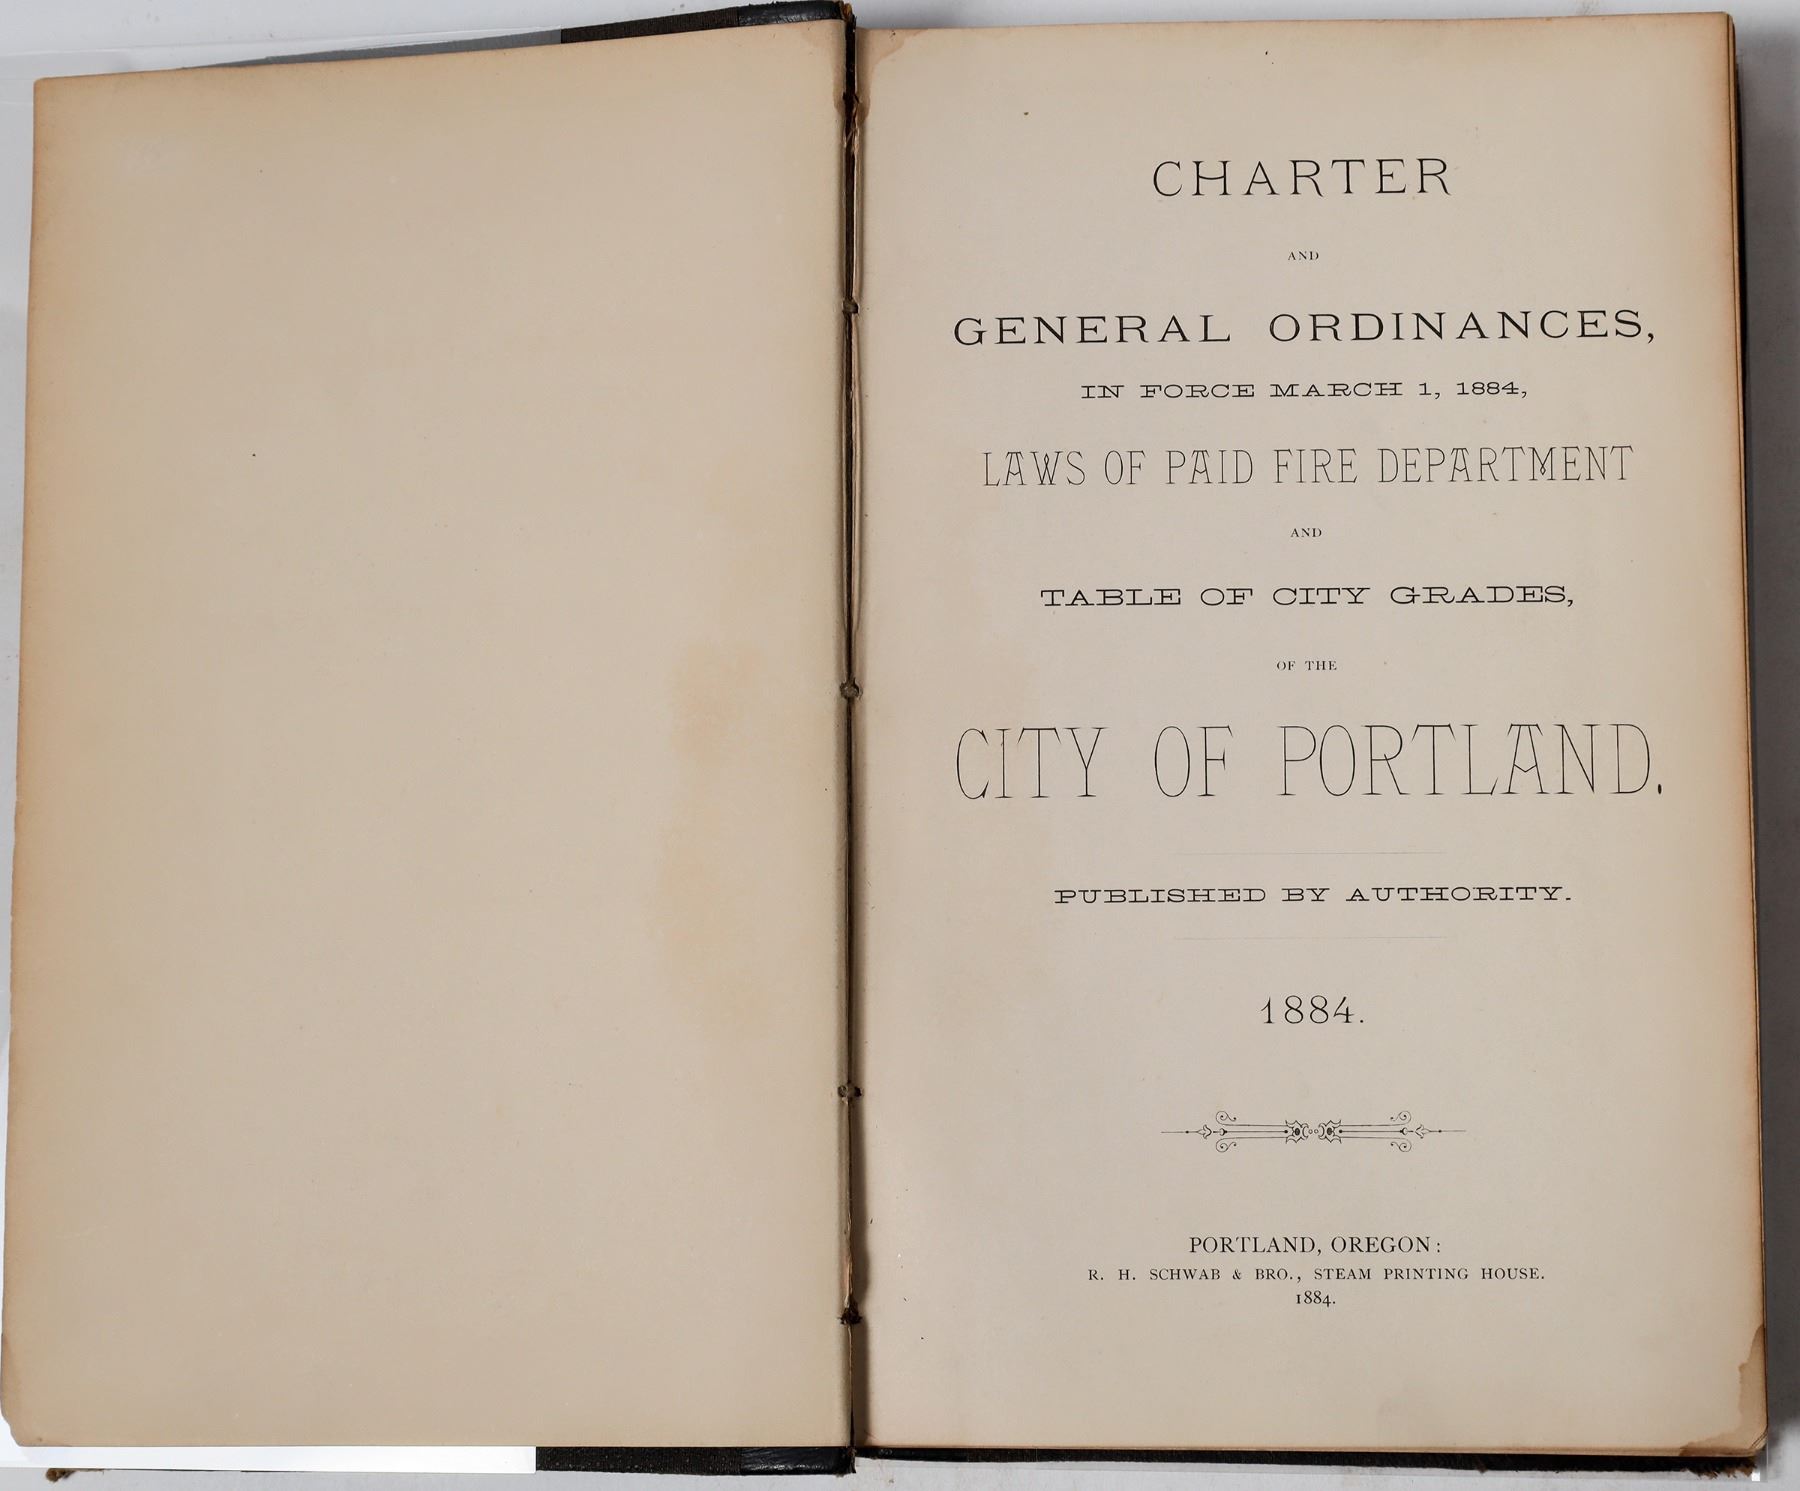 CHARTER
AND
GENERAL ORDINANCES,
IN FORCE MARCH 1, 1884,
LAWS OF PAID FIRE DEPARTMENT
AND
TABLE OF CITY GRADES,
OF THE
CITY OF PORTLAND.
PUBLISHED BY AUTHORITY.
1884.
PORTLAND, OREGON:
R. H. SCHWAB & BRO., STEAM PRINTING HOUSE.
1884.